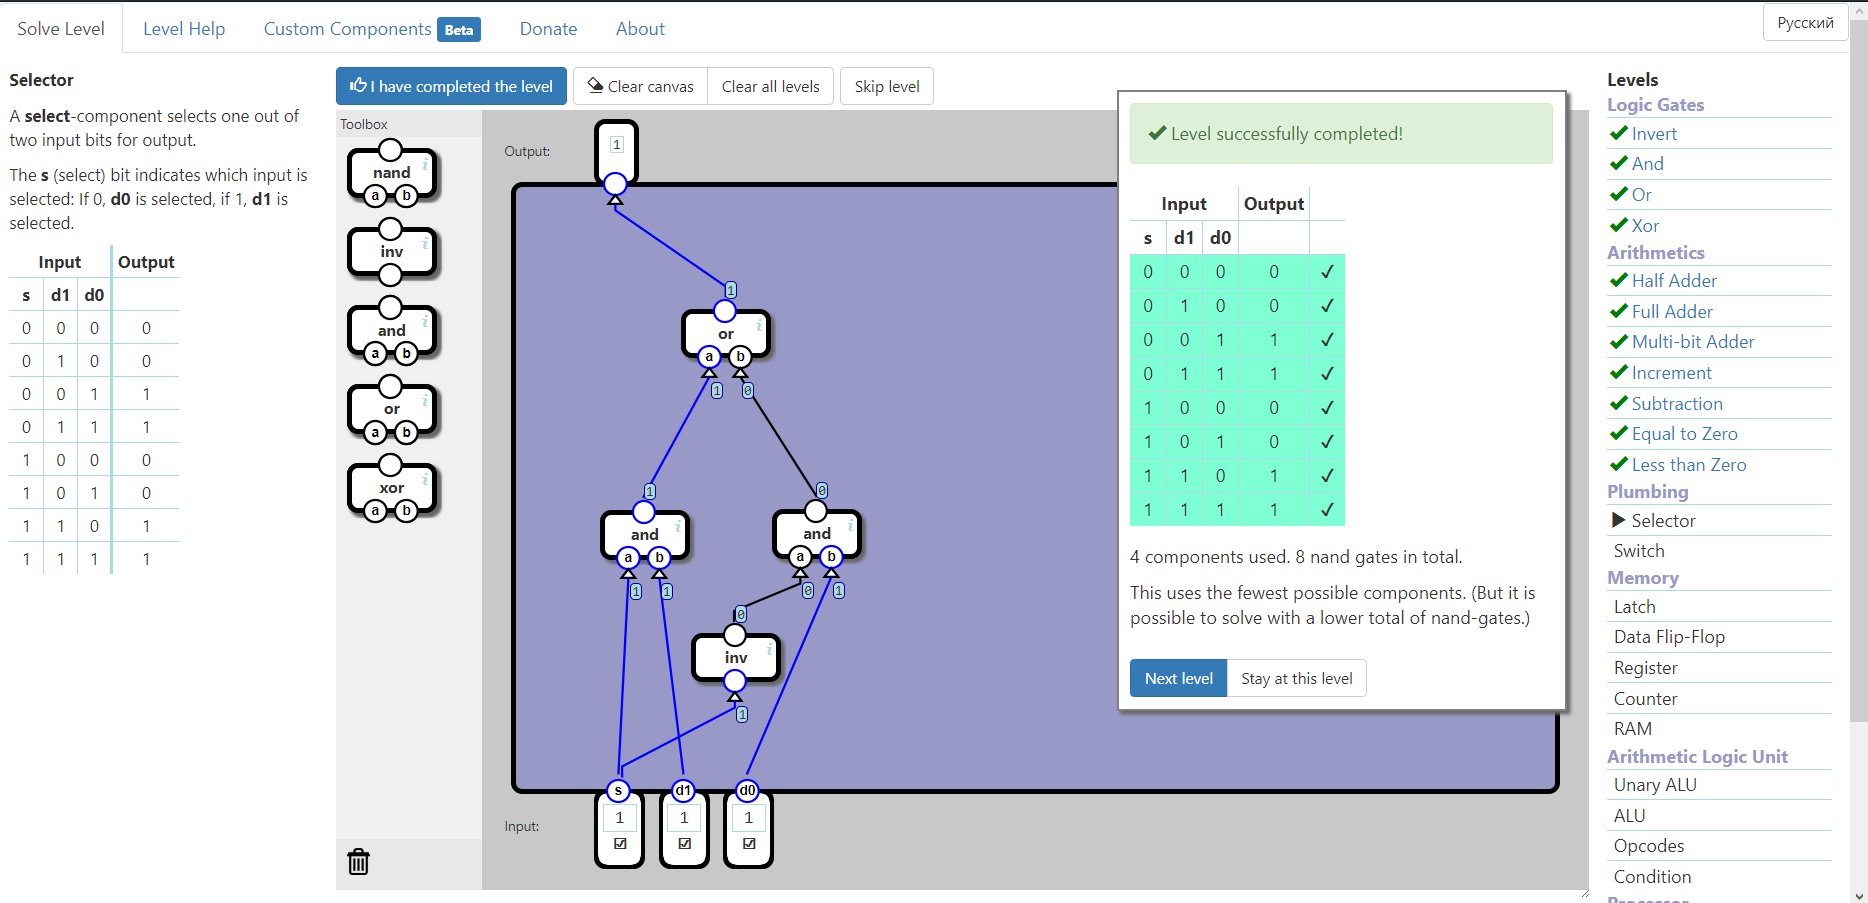 Solve Level
Level Help
Custom Components Beta
Donate
About
Русский
Selector
A select-component selects one out of
two input bits for output.
The s (select) bit indicates which input is
selected: If 0, d0 is selected, if 1, d1 is
selected.
Input Output
s d1 d0
0 0 0 0
0 1 0 0
0 0 1 1
0 1 1 1
1 0 0 0
1 0 1 0
1 1 0 1
1 1 1 1
I have completed the level
Clear canvas
Clear all levels
Skip level
Toolbox
nand
a b
inv
and
a b
or
a b
xor
a b
Output:
1
1
or
a b
1 0
1 0
and and
a b a b
1 1 0 1
0
inv
1
s d1 d0
Input:
1 1 1
Level successfully completed!
Input Output
s d1 d0
0 0 0 0 ✓
0 1 0 0 ✓
0 0 1 1 ✓
0 1 1 1 ✓
1 0 0 0 ✓
1 0 1 0 ✓
1 1 0 1 ✓
1 1 1 1 ✓
4 components used. 8 nand gates in total.
This uses the fewest possible components. (But it is
possible to solve with a lower total of nand-gates.)
Next level
Stay at this level
Levels
Logic Gates
Invert
And
Or
Xor
Arithmetics
Half Adder
Full Adder
Multi-bit Adder
Increment
Subtraction
Equal to Zero
Less than Zero
Plumbing
Selector
Switch
Memory
Latch
Data Flip-Flop
Register
Counter
RAM
Arithmetic Logic Unit
Unary ALU
ALU
Opcodes
Condition